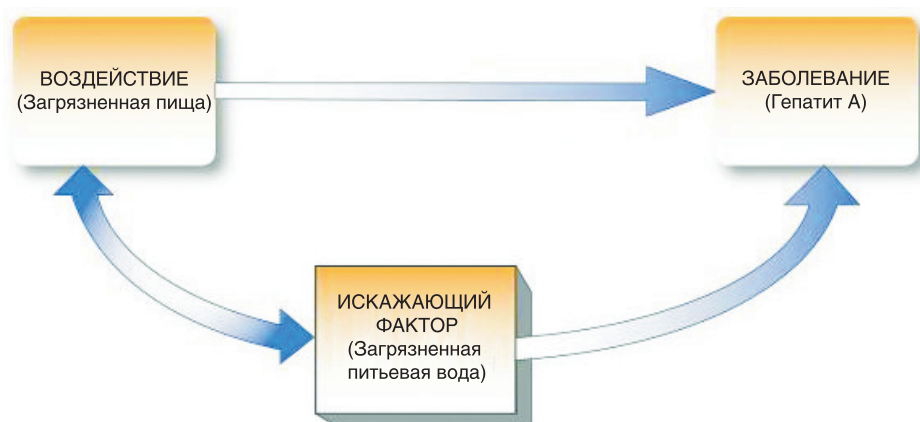 ВОЗДЕЙСТВИЕ
(Загрязненная пища)
ЗАБОЛЕВАНИЕ
(Гепатит А)
ИСКАЖАЮЩИЙ
ФАКТОР
(Загрязненная
питьевая вода)